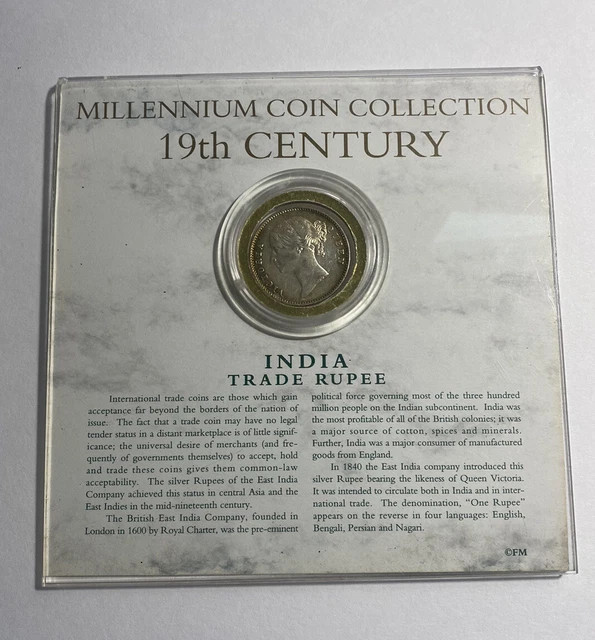 MILLENNIUM COIN COLLECTION
19th CENTURY
VICTORIA
INDIA
TRADE RUPEE
International trade coins are those which gain
acceptance far beyond the borders of the nation of
issue. The fact that a trade coin may have no legal
tender status in a distant marketplace is of little signif-
icance; the universal desire of merchants (and fre-
quently of governments themselves) to accept, hold
and trade these coins gives them common-law
acceptability. The silver Rupees of the East India
Company achieved this status in central Asia and the
East Indies in the mid-nineteenth century.
The British East India Company, founded in
London in 1600 by Royal Charter, was the pre-eminent
political force governing most of the three hundred
million people on the Indian subcontinent. India was
the most profitable of all of the British colonies; it was
a major source of cotton, spices and minerals.
Further, India was a major consumer of manufactured
goods from England.
In 1840 the East India company introduced this
silver Rupee bearing the likeness of Queen Victoria.
It was intended to circulate both in India and in inter-
national trade. The denomination, "One Rupee"
appears on the reverse in four languages: English,
Bengali, Persian and Nagari.
©FM